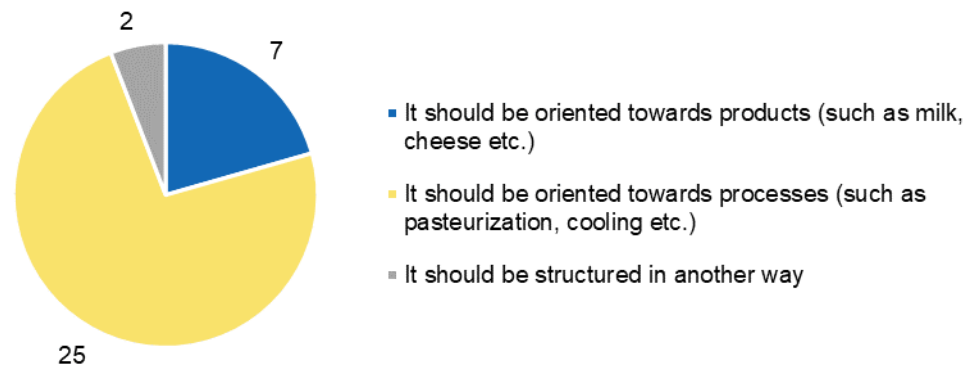 2
7
It should be oriented towards products (such as milk,
cheese etc.)
It should be oriented towards processes (such as
pasteurization, cooling etc.)
It should be structured in another way
25